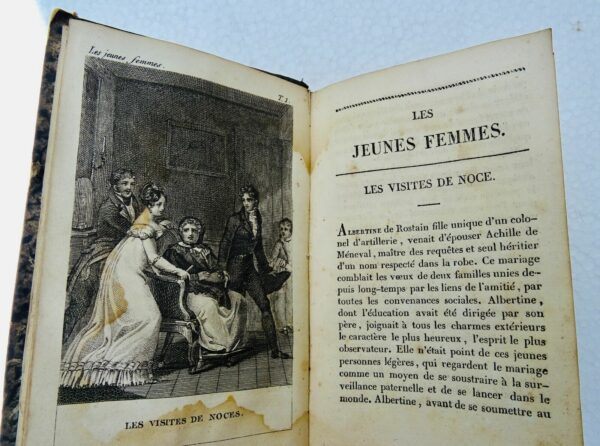 Les jeunes femmes.
T. 1.
LES VISITES DE NOCES.
LES
JEUNES FEMMES.
LES VISITES DE NOCE.
ALBERTINE de Rostain fille unique d'un colo-
nel d'artillerie, venait d'épouser Achille de
Méneval, maître des requêtes et seul héritier
d'un nom respecté dans la robe. Ce mariage
comblait les vœux de deux familles unies de-
puis long-temps par les liens de l'amitié, par
toutes les convenances sociales. Albertine,
dont l'éducation avait été dirigée par son
père, joignait à tous les charmes extérieurs
le caractère le plus heureux, l'esprit le plus
observateur. Elle n'était point de ces jeunes
personnes légères, qui regardent le mariage
comme un moyen de se soustraire à la sur-
veillance paternelle et de se lancer dans le
monde. Albertine, avant de se soumettre au